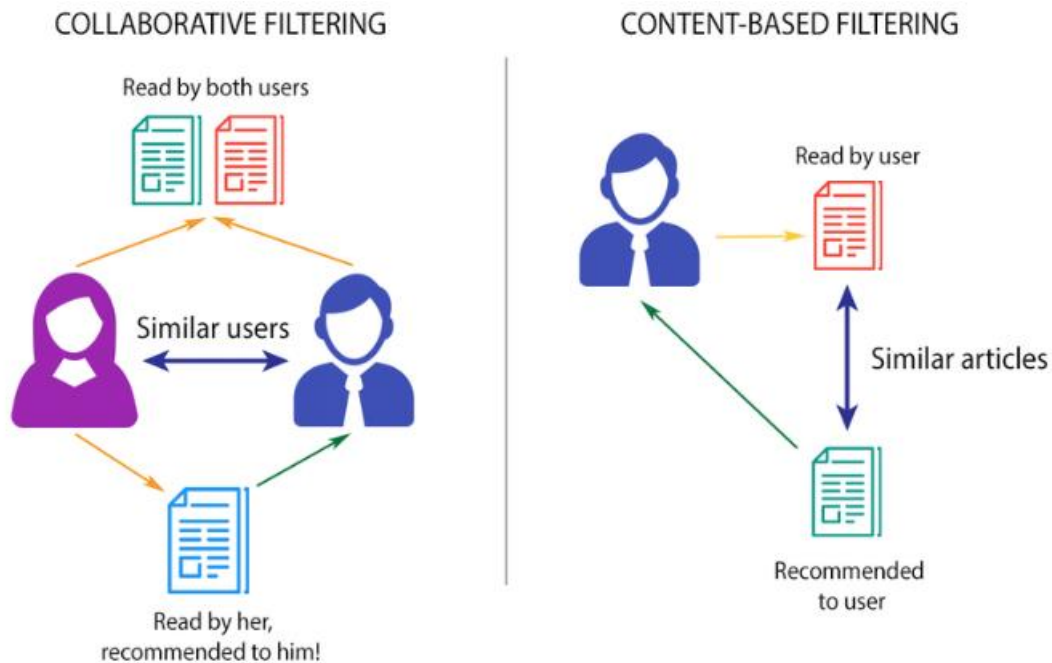 COLLABORATIVE FILTERING
Read by both users
Similar users
Read by her,
recommended to him!
CONTENT-BASED FILTERING
Read by user
Similar articles
Recommended
to user